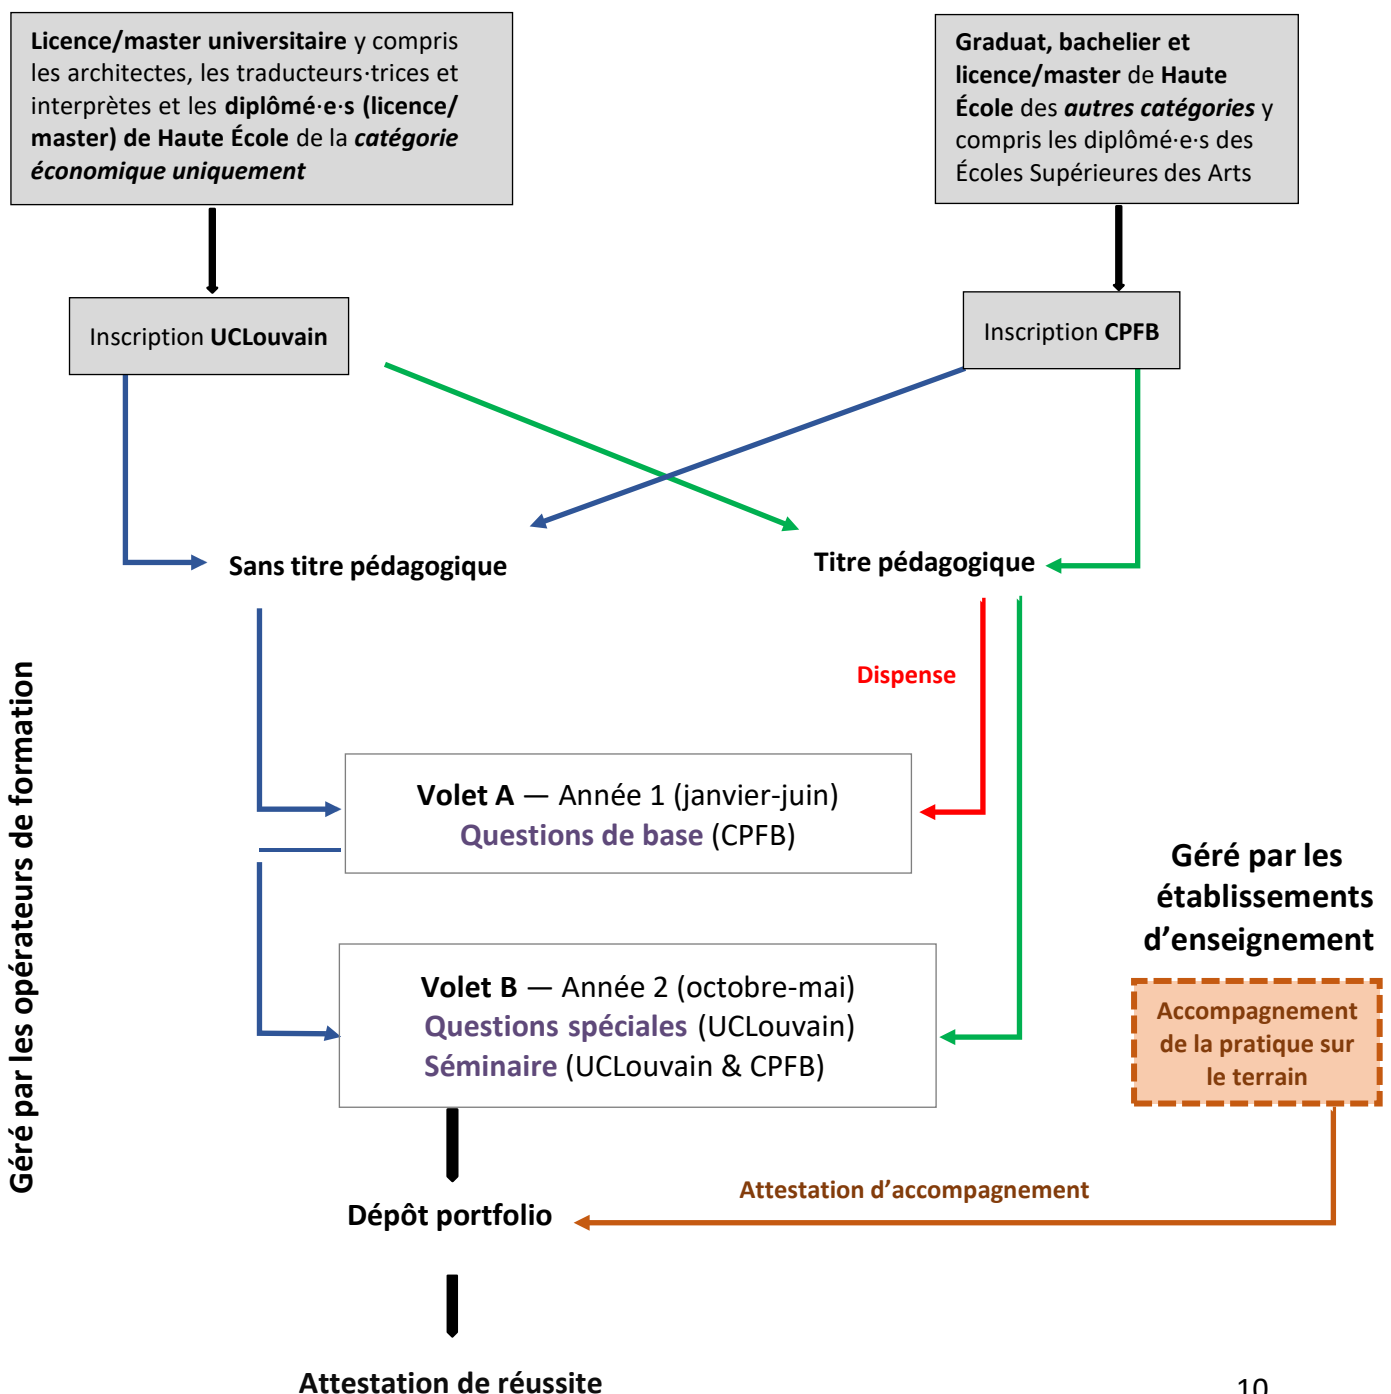 Licence/master universitaire y compris
les architectes, les traducteurs·trices et
interprètes et les diplômé·e·s (licence/
master) de Haute École de la catégorie
économique uniquement
Graduat, bachelier et
licence/master de Haute
École des autres catégories y
compris les diplômé·e·s des
Écoles Supérieures des Arts
Inscription UCLouvain
Inscription CPFB
Sans titre pédagogique
Titre pédagogique
Dispense
Géré par les opérateurs de formation
Volet A — Année 1 (janvier-juin)
Questions de base (CPFB)
Volet B — Année 2 (octobre-mai)
Questions spéciales (UCLouvain)
Séminaire (UCLouvain & CPFB)
Géré par les
établissements
d’enseignement
Accompagnement
de la pratique sur
le terrain
Attestation d’accompagnement
Dépôt portfolio
Attestation de réussite
10